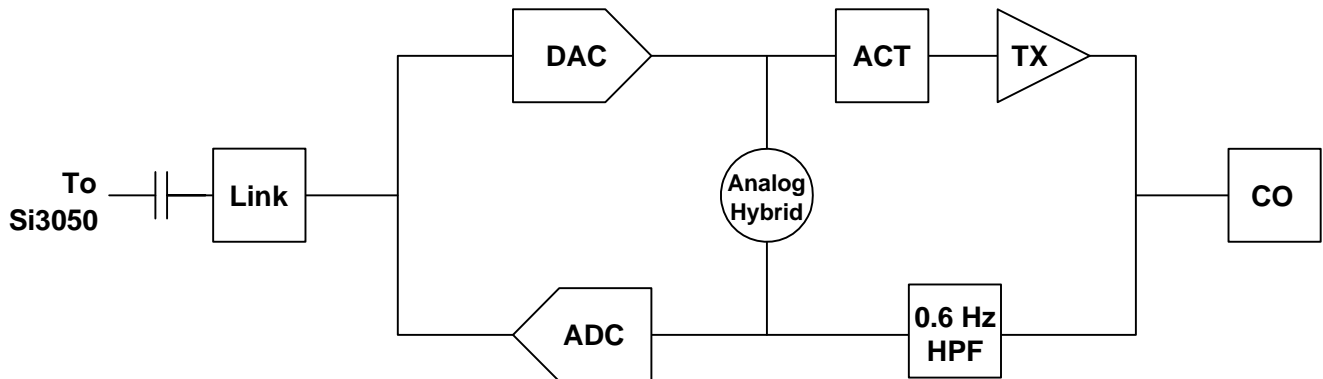 DAC
ACT
TX
To
Si3050
Link
Analog
Hybrid
CO
ADC
0.6 Hz
HPF